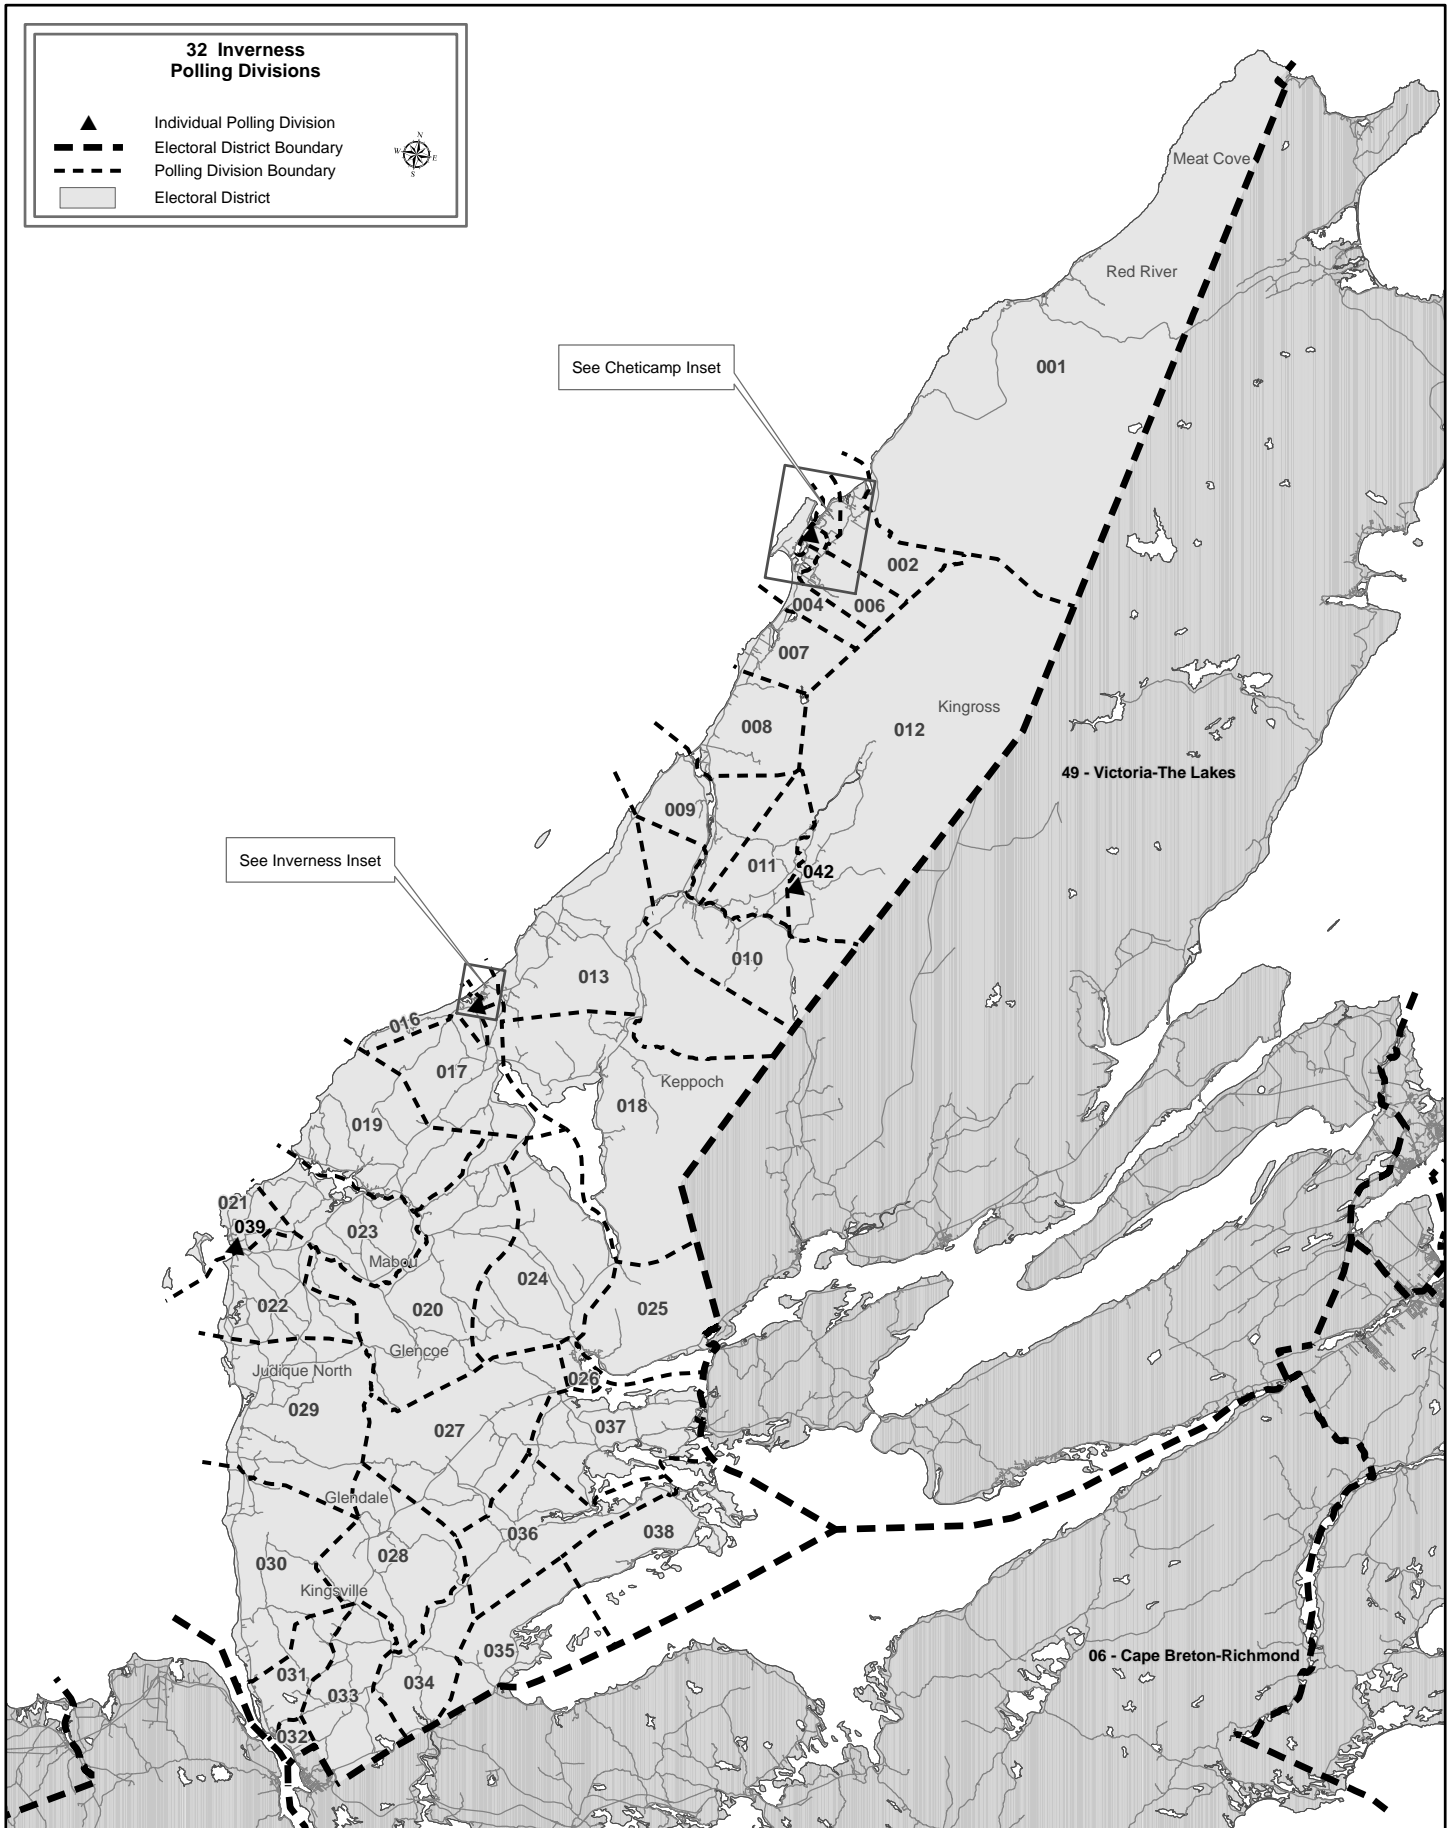 32 Inverness
Polling Divisions
Individual Polling Division
Electoral District Boundary
Polling Division Boundary
Electoral District
N
W
E
S
Meat Cove
Red River
See Cheticamp Inset
001
002
004
006
007
Kingross
008
012
49 - Victoria-The Lakes
009
See Inverness Inset
011
042
010
013
016
017
Keppoch
018
019
021
039
023
Mabou
024
022
020
025
Glencoe
Judique North
026
029
037
027
Glendale
036
038
028
030
Kingsville
035
06 - Cape Breton-Richmond
031
034
033
032